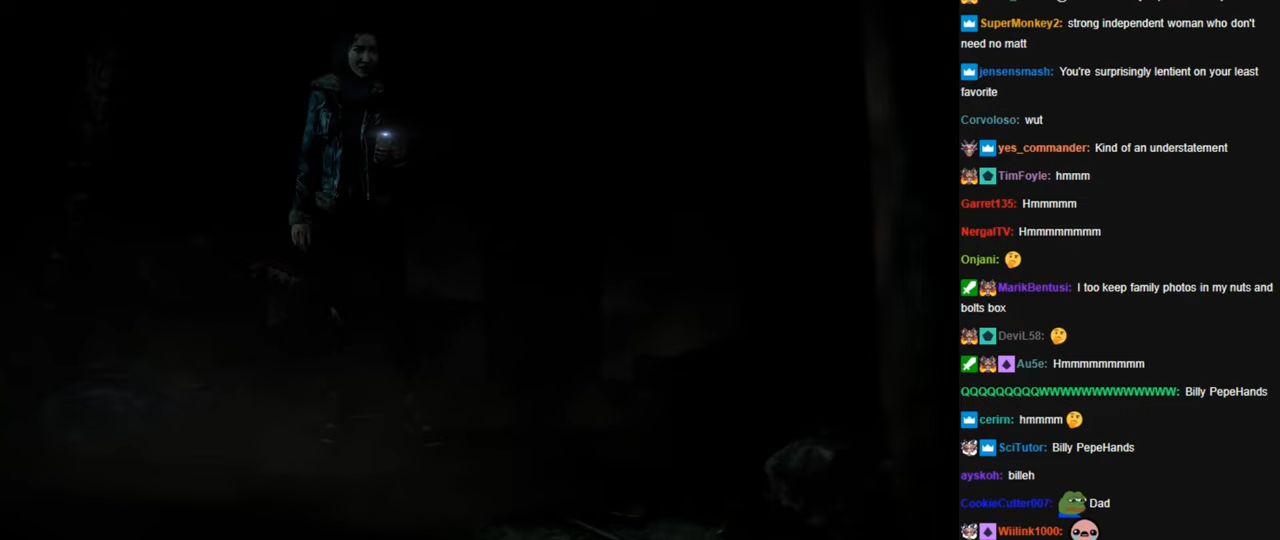 SuperMonkey2: strong independent woman who don't
need no matt
jensensmash: You're surprisingly lentient on your least
favorite
Corvoloso: wut
yes_commander: Kind of an understatement
TimFoyle: hmmm
Garret135: Hmmmmm
NergalTV: Hmmmmmmmm
Onjani:
MarikBentusi: I too keep family photos in my nuts and
bolts box
DeviL58:
Au5e: Hmmmmmmmmm
QQQQQQQQQWWWWWWWWWWWWWW: Billy PepeHands
cerirn: hmmmm
SciTutor: Billy PepeHands
ayskoh: billeh
CookieCutter007: Dad
Wiilink1000: